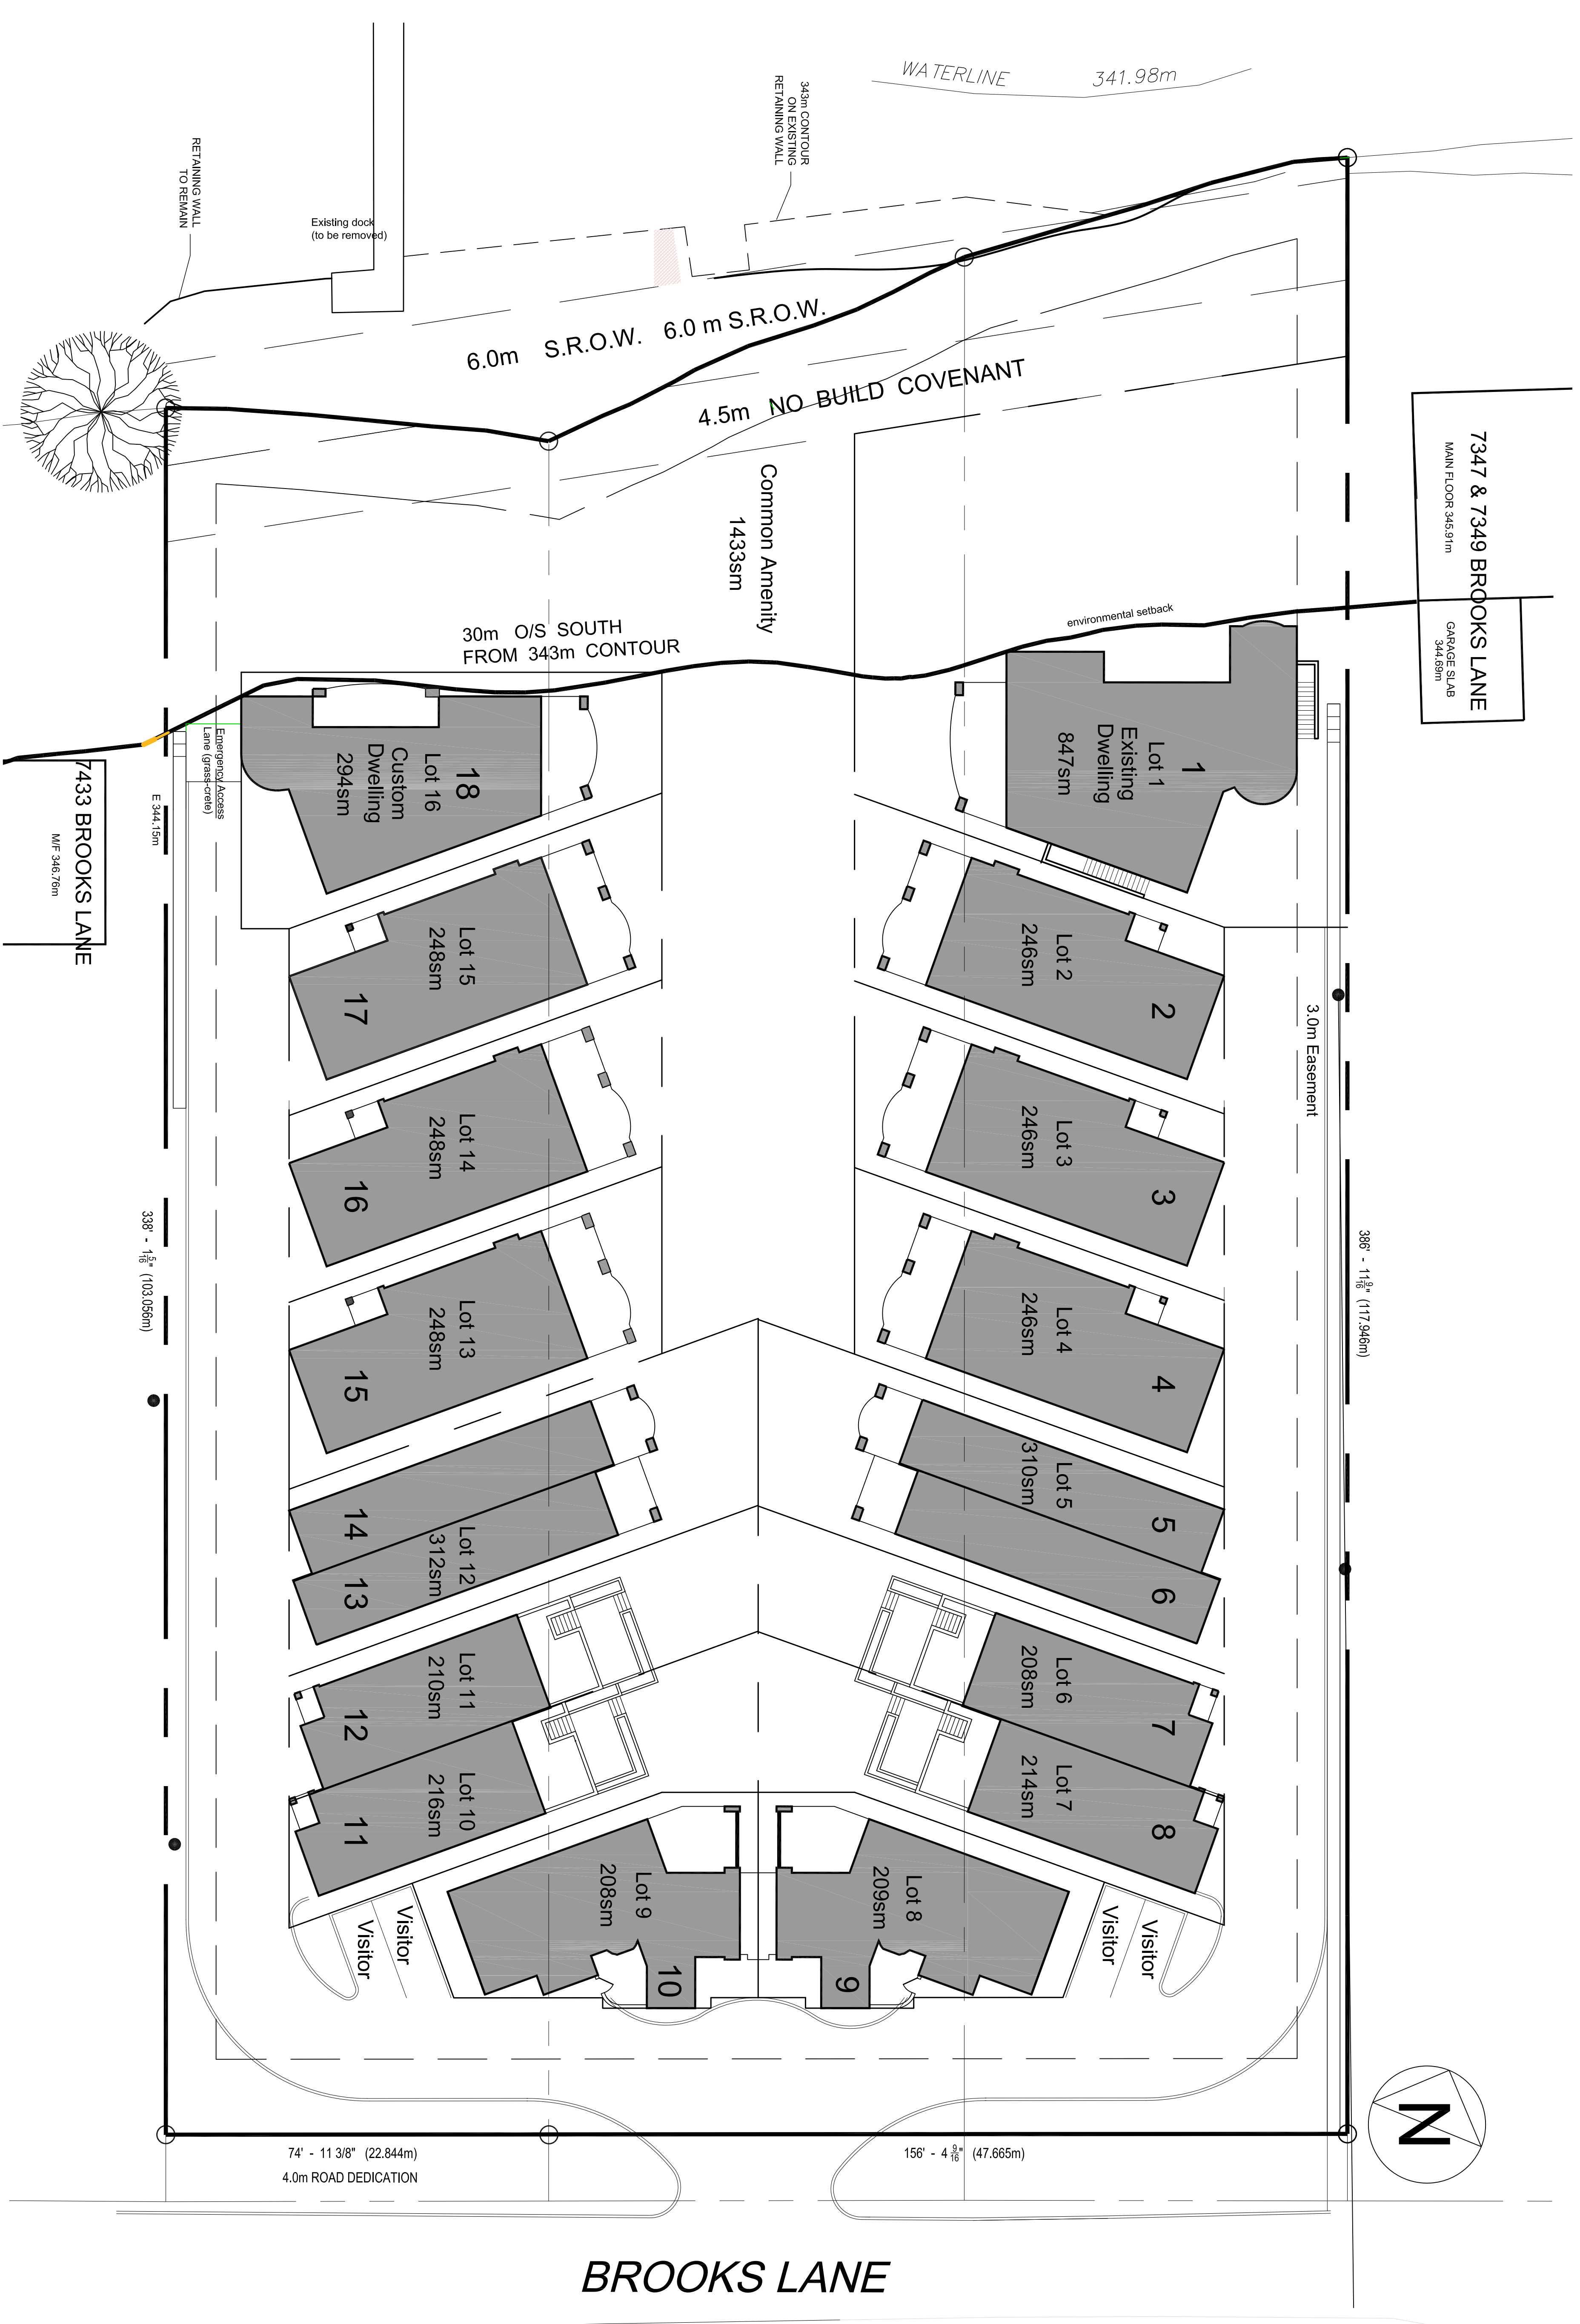 WATERLINE 341.98m
343m CONTOUR
ON EXISTING
RETAINING WALL
RETAINING WALL
TO REMAIN
Existing dock
(to be removed)
6.0m S.R.O.W. 6.0 m S.R.O.W.
4.5m NO BUILD COVENANT
Common Amenity
1433sm
7347 & 7349 BROOKS LANE
MAIN FLOOR 345.91m
GARAGE SLAB
344.69m
environmental setback
30m O/S SOUTH
FROM 343m CONTOUR
Emergency Access
Lane (grass-crete)
7433 BROOKS LANE
M/F 346.76m
E 344.15m
18
Lot 16
Custom
Dwelling
294sm
1
Lot 1
Existing
Dwelling
847sm
Lot 15
248sm
17
Lot 2
246sm
2
3.0m Easement
Lot 14
248sm
16
Lot 3
246sm
3
338' - 1 5/16" (103.056m)
386' - 11 9/16" (117.946m)
Lot 13
248sm
15
Lot 4
246sm
4
14
Lot 12
312sm
13
Lot 5
310sm
5
6
Lot 11
210sm
12
Lot 6
208sm
7
Lot 10
216sm
11
Lot 7
214sm
8
Lot 9
208sm
10
Lot 8
209sm
9
Visitor
Visitor
Visitor
Visitor
N
74' - 11 3/8" (22.844m)
4.0m ROAD DEDICATION
156' - 4 9/16" (47.665m)
BROOKS LANE